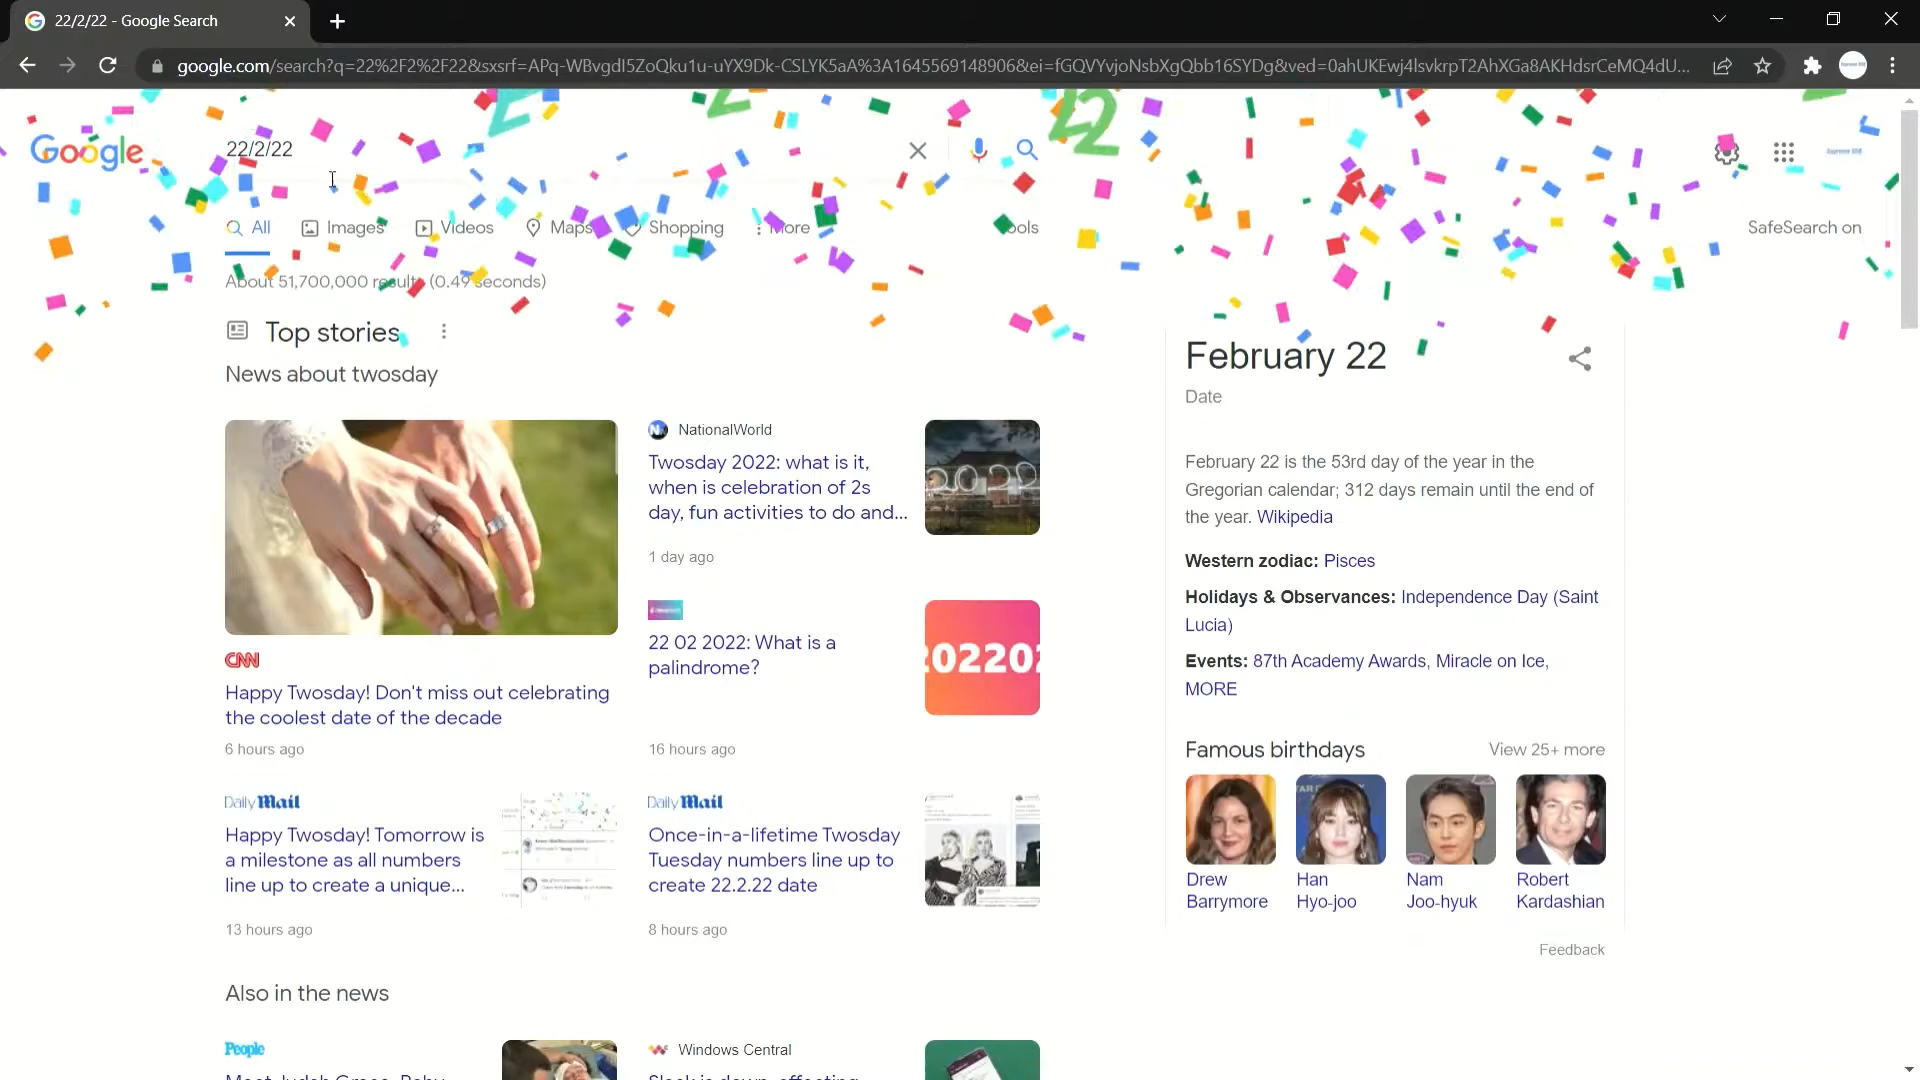 22/2/22 - Google Search
google.com/search?q=22%2F2%2F22&sxsrf=APq-WBvgdI5ZoQku1u-uYX9Dk-CSLYK5aA%3A1645569148906&ei=fGQVYvjoNsbXgQbb16SYDg&ved=0ahUKEwj4lsvkrpT2AhXGa8AKHdsrCeMQ4dU...
Google
22/2/22
All
Images
Videos
Maps
Shopping
More
Tools
SafeSearch on
About 51,700,000 results (0.49 seconds)
Top stories
News about twosday
CNN
Happy Twosday! Don't miss out celebrating
the coolest date of the decade
6 hours ago
NationalWorld
Twosday 2022: what is it,
when is celebration of 2s
day, fun activities to do and...
1 day ago
22 02 2022: What is a
palindrome?
16 hours ago
Daily Mail
Happy Twosday! Tomorrow is
a milestone as all numbers
line up to create a unique...
13 hours ago
Daily Mail
Once-in-a-lifetime Twosday
Tuesday numbers line up to
create 22.2.22 date
8 hours ago
Also in the news
People
Windows Central
February 22
Date
February 22 is the 53rd day of the year in the
Gregorian calendar; 312 days remain until the end of
the year. Wikipedia
Western zodiac: Pisces
Holidays & Observances: Independence Day (Saint
Lucia)
Events: 87th Academy Awards, Miracle on Ice,
MORE
Famous birthdays
View 25+ more
Drew
Barrymore
Han
Hyo-joo
Nam
Joo-hyuk
Robert
Kardashian
Feedback